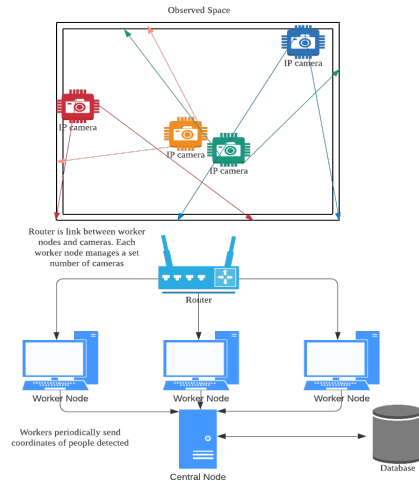 Observed Space
IP camera
IP camera
IP camera
IP camera
Router is link between worker
nodes and cameras. Each
worker node manages a set
number of cameras
Router
Worker Node
Worker Node
Worker Node
Workers periodically send
coordinates of people detected
Central Node
Database